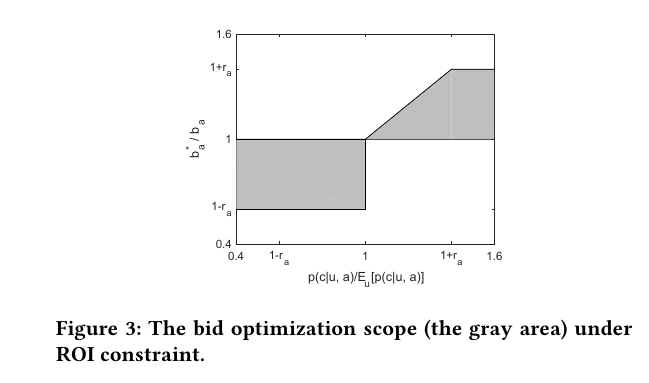 1.6
1+r_a
1
1-r_a
0.4
b_a^* / b_a
0.4 1-r_a 1 1+r_a 1.6
p(c|u, a)/E_u[p(c|u, a)]
Figure 3: The bid optimization scope (the gray area) under
ROI constraint.